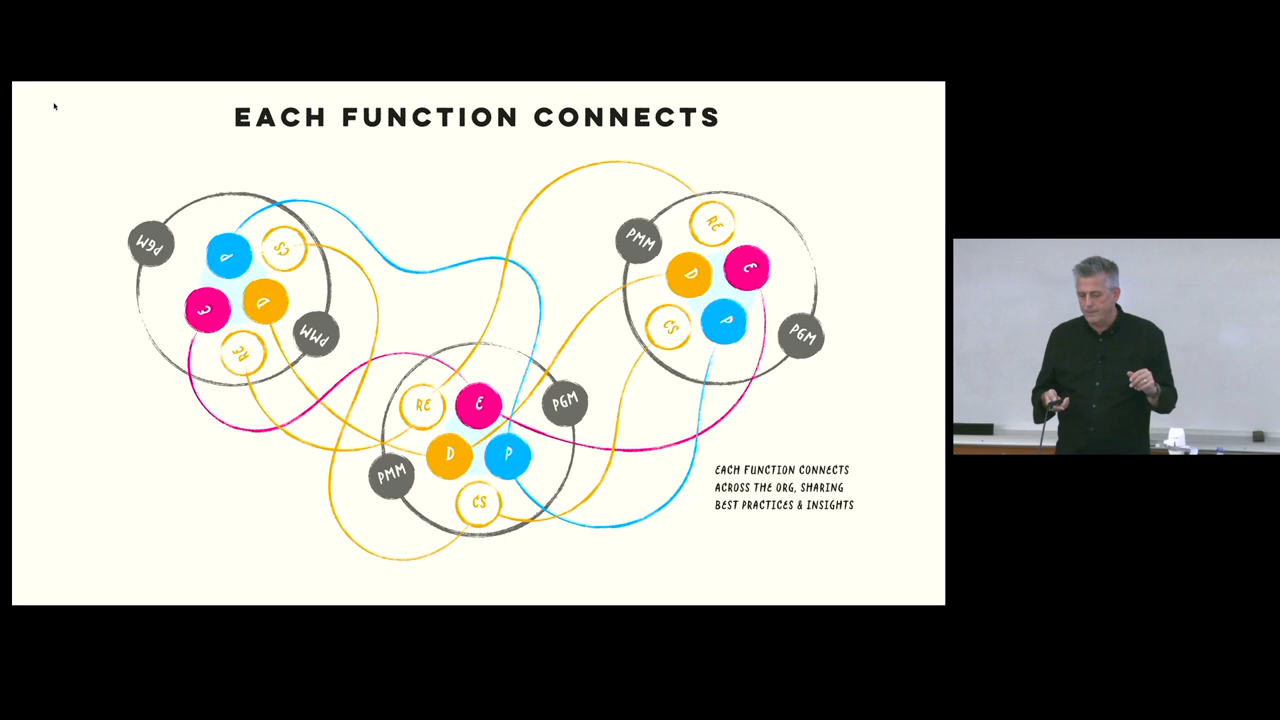 EACH FUNCTION CONNECTS
PGM
P
CS
E
D
RE
PMM
RE
PMM
E
D
CS
P
PGM
RE
E
PGM
D
P
PMM
CS
EACH FUNCTION CONNECTS
ACROSS THE ORG, SHARING
BEST PRACTICES & INSIGHTS